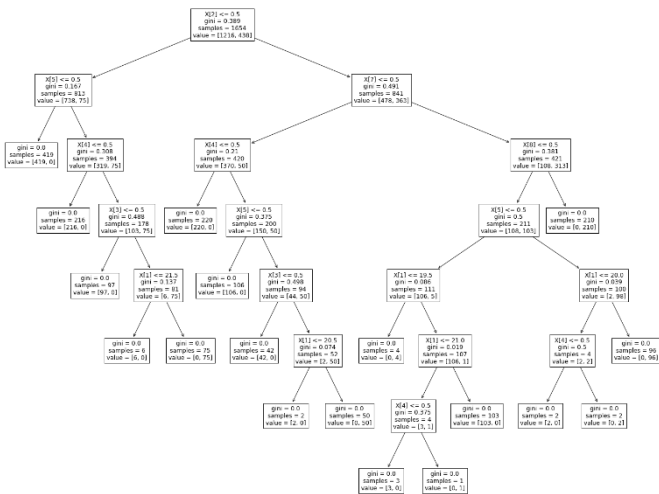 X[2] <= 0.5
gini = 0.389
samples = 1654
value = [1216, 438]
X[5] <= 0.5
gini = 0.167
samples = 813
value = [738, 75]
X[7] <= 0.5
gini = 0.491
samples = 841
value = [478, 363]
gini = 0.0
samples = 419
value = [419, 0]
X[4] <= 0.5
gini = 0.308
samples = 394
value = [319, 75]
X[4] <= 0.5
gini = 0.21
samples = 420
value = [370, 50]
X[0] <= 0.5
gini = 0.381
samples = 421
value = [108, 313]
gini = 0.0
samples = 216
value = [216, 0]
X[3] <= 0.5
gini = 0.488
samples = 178
value = [103, 75]
gini = 0.0
samples = 220
value = [220, 0]
X[5] <= 0.5
gini = 0.375
samples = 200
value = [150, 50]
X[5] <= 0.5
gini = 0.5
samples = 211
value = [108, 103]
gini = 0.0
samples = 210
value = [0, 210]
gini = 0.0
samples = 97
value = [97, 0]
X[1] <= 21.5
gini = 0.137
samples = 81
value = [6, 75]
gini = 0.0
samples = 106
value = [106, 0]
X[3] <= 0.5
gini = 0.498
samples = 94
value = [44, 50]
X[1] <= 19.5
gini = 0.086
samples = 111
value = [106, 5]
X[1] <= 20.0
gini = 0.039
samples = 100
value = [2, 98]
gini = 0.0
samples = 6
value = [6, 0]
gini = 0.0
samples = 75
value = [0, 75]
gini = 0.0
samples = 42
value = [42, 0]
X[1] <= 20.5
gini = 0.074
samples = 52
value = [2, 50]
gini = 0.0
samples = 4
value = [0, 4]
X[1] <= 21.0
gini = 0.019
samples = 107
value = [106, 1]
X[4] <= 0.5
gini = 0.5
samples = 4
value = [2, 2]
gini = 0.0
samples = 96
value = [0, 96]
gini = 0.0
samples = 2
value = [2, 0]
gini = 0.0
samples = 50
value = [0, 50]
X[4] <= 0.5
gini = 0.375
samples = 4
value = [3, 1]
gini = 0.0
samples = 103
value = [103, 0]
gini = 0.0
samples = 2
value = [2, 0]
gini = 0.0
samples = 2
value = [0, 2]
gini = 0.0
samples = 3
value = [3, 0]
gini = 0.0
samples = 1
value = [0, 1]